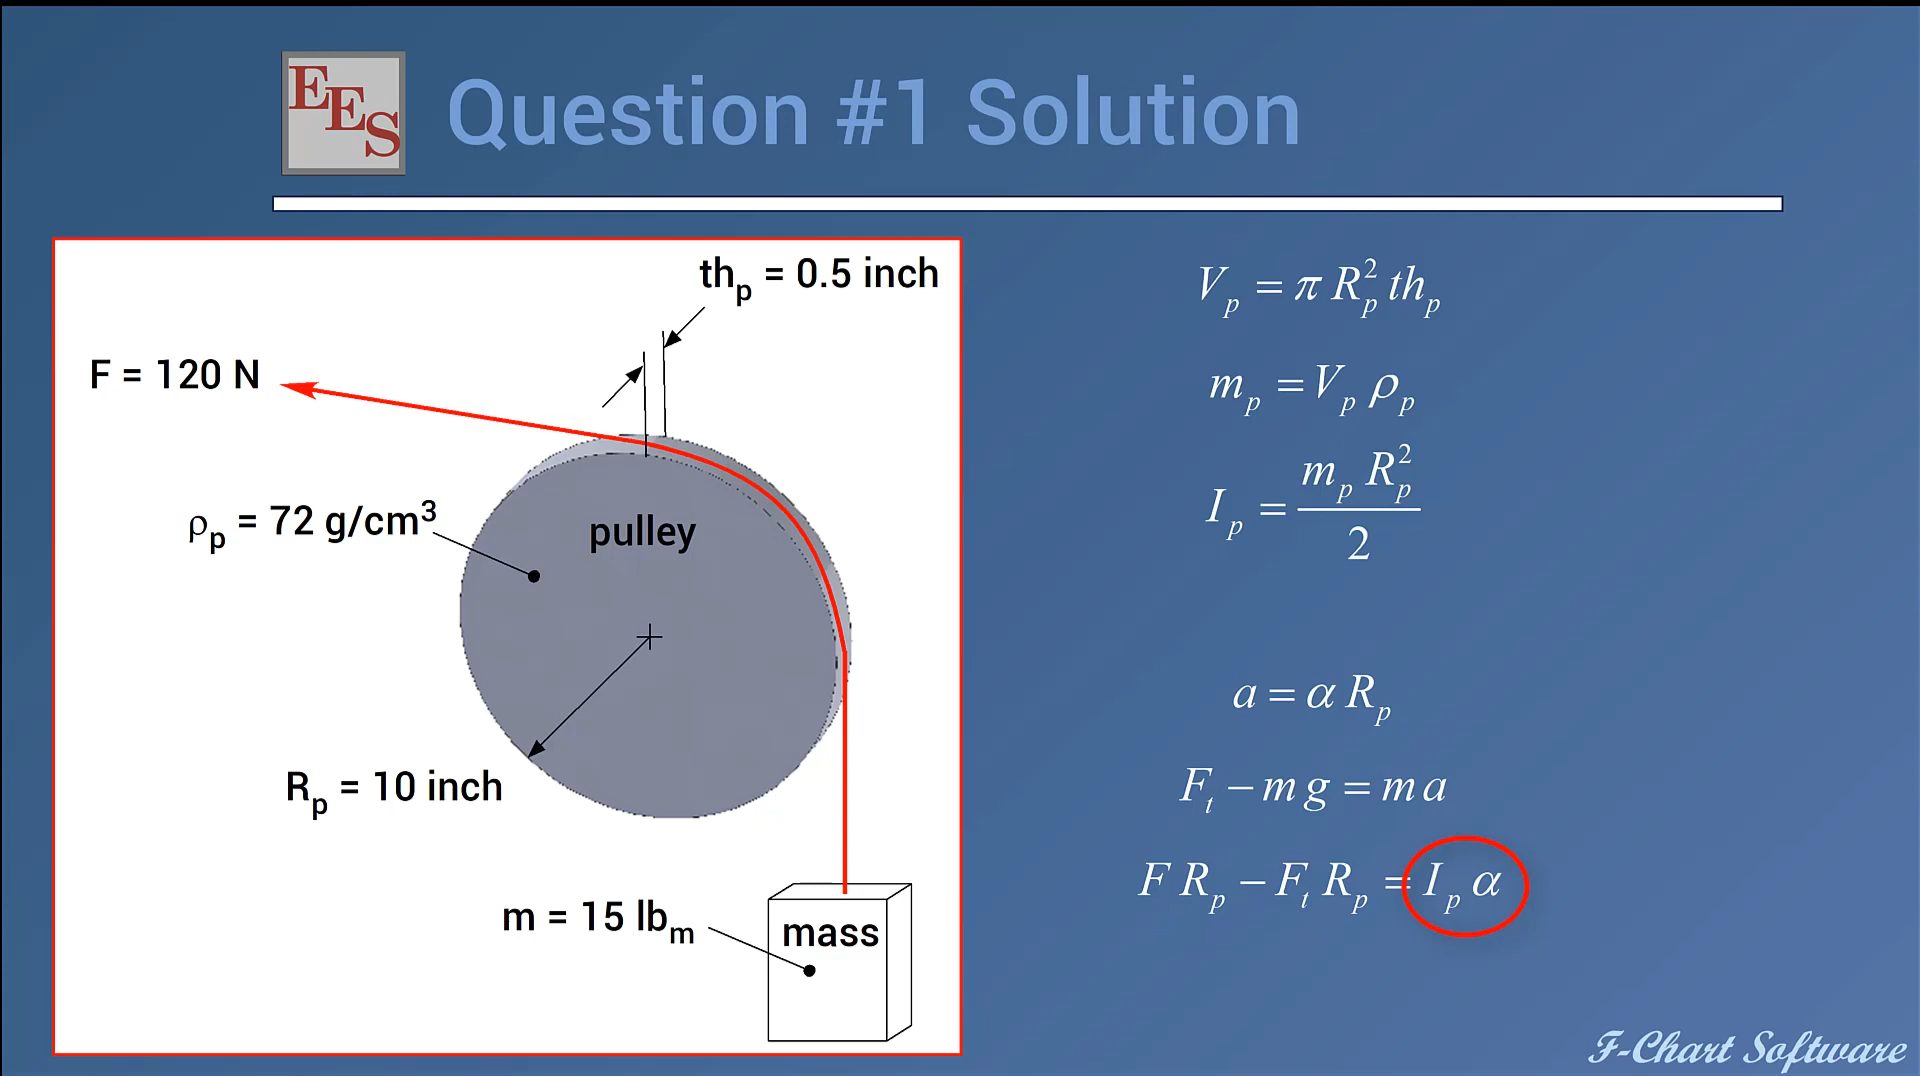 EES
Question #1 Solution
th_p = 0.5 inch
F = 120 N
ρ_p = 72 g/cm³
pulley
R_p = 10 inch
m = 15 lb_m
mass
V_p = π R_p² th_p
m_p = V_p ρ_p
I_p = m_p R_p² / 2
a = α R_p
F_t − m g = m a
F R_p − F_t R_p = I_p α
F-Chart Software